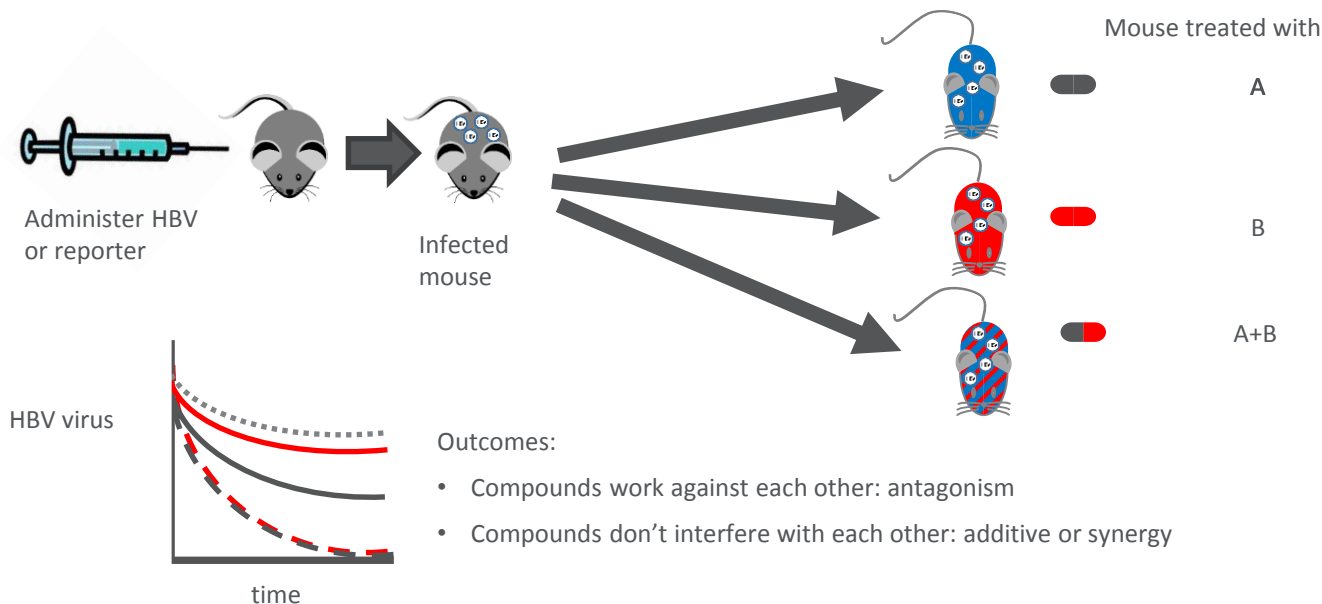 Mouse treated with
A
B
A+B
Administer HBV
or reporter
Infected
mouse
HBV virus
time
Outcomes:
• Compounds work against each other: antagonism
• Compounds don’t interfere with each other: additive or synergy